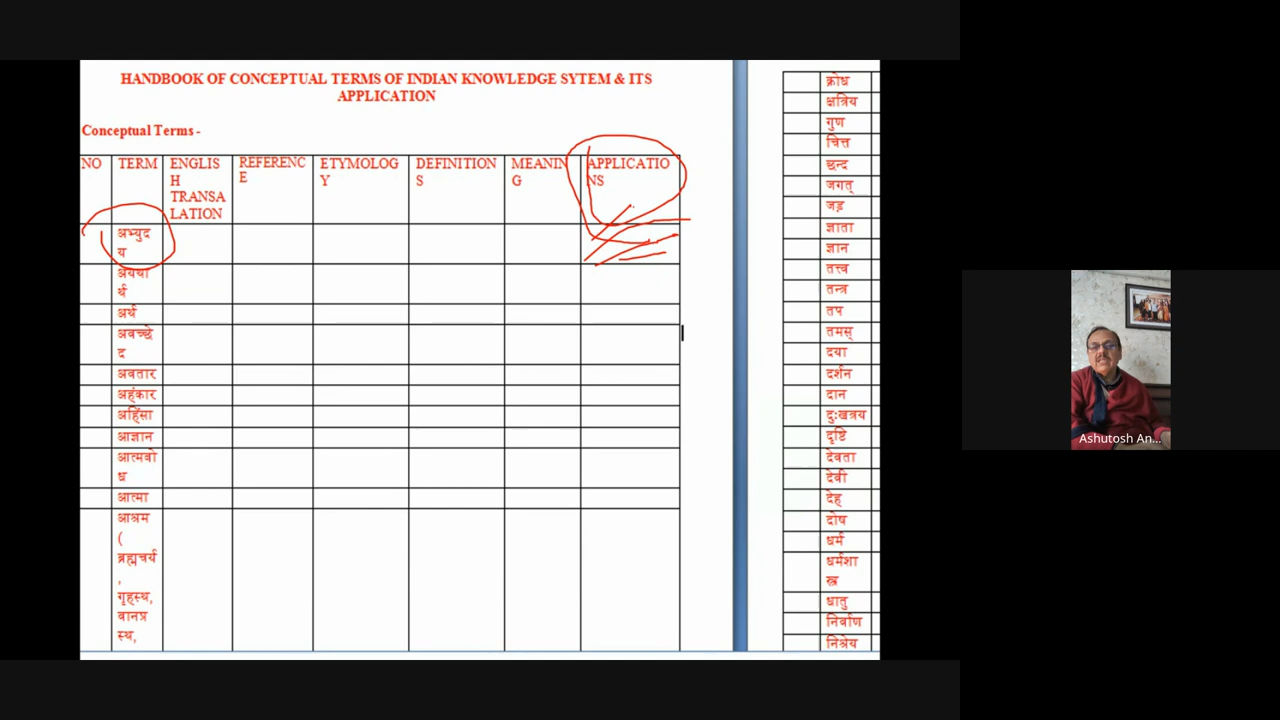 HANDBOOK OF CONCEPTUAL TERMS OF INDIAN KNOWLEDGE SYTEM & ITS
APPLICATION
Conceptual Terms -
NO
TERM
ENGLIS
H
TRANSA
LATION
REFERENC
E
ETYMOLOG
Y
DEFINITION
S
MEANIN
G
APPLICATIO
NS
अभ्युद
य
अयथा
र्थ
अर्थ
अवच्छे
द
अवतार
अहंकार
अहिंसा
आज्ञान
आत्मबो
ध
आत्मा
आश्रम
(
ब्रह्मचर्य
,
गृहस्थ,
वानप्र
स्थ,
क्रोध
क्षत्रिय
गुण
चित्त
छन्द
जगत्
जड़
ज्ञाता
ज्ञान
तत्त्व
तन्त्र
तप
तमस्
दया
दर्शन
दान
दुःखत्रय
दृष्टि
देवता
देवी
देह
दोष
धर्म
धर्मशा
स्त्र
धातु
निर्वाण
निश्रेय
Ashutosh An...